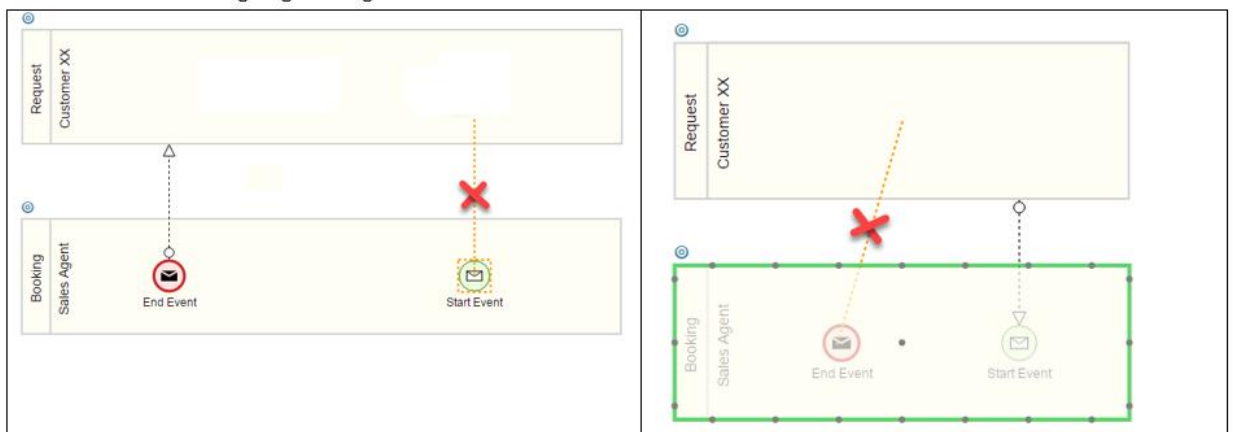 Request
Customer XX
Booking
Sales Agent
End Event
Start Event
Request
Customer XX
Booking
Sales Agent
End Event
Start Event